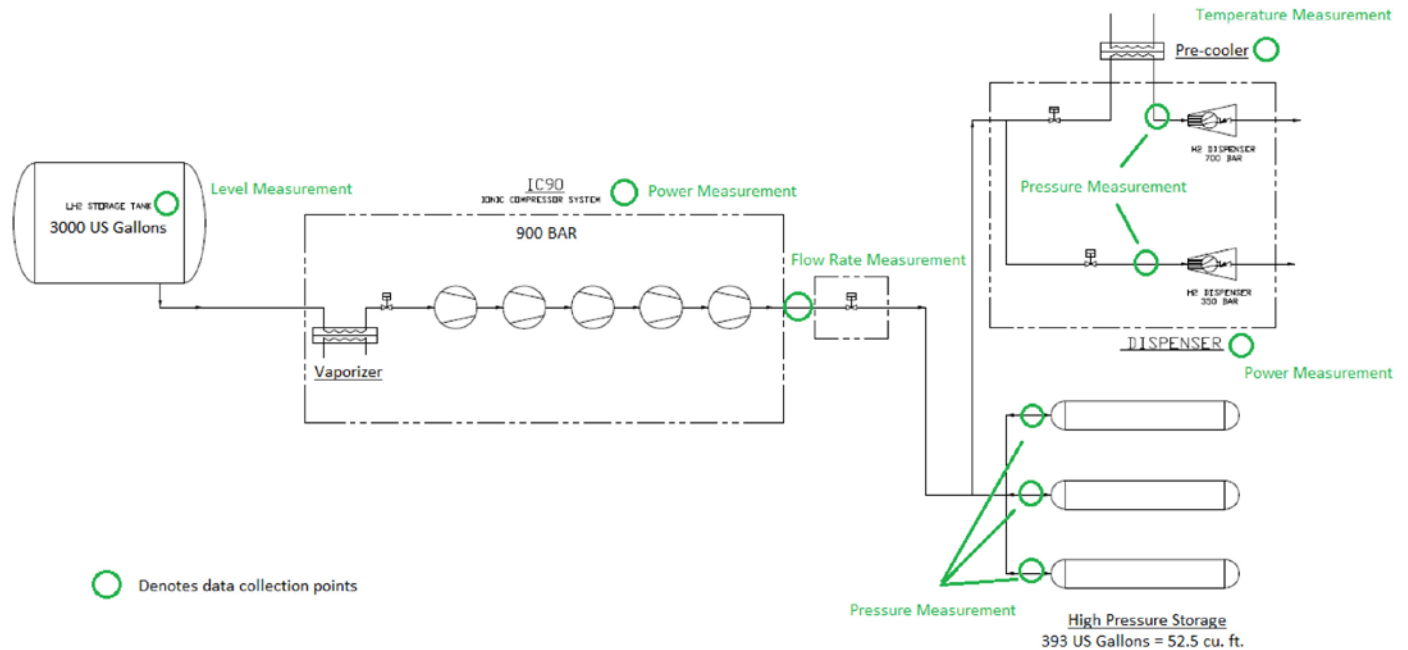 Temperature Measurement
Pre-cooler
H2 DISPENSER
700 BAR
Pressure Measurement
H2 DISPENSER
350 BAR
DISPENSER
Power Measurement
Level Measurement
LH2 STORAGE TANK
3000 US Gallons
IC90
IONIC COMPRESSOR SYSTEM
Power Measurement
900 BAR
Flow Rate Measurement
Vaporizer
Denotes data collection points
Pressure Measurement
High Pressure Storage
393 US Gallons = 52.5 cu. ft.